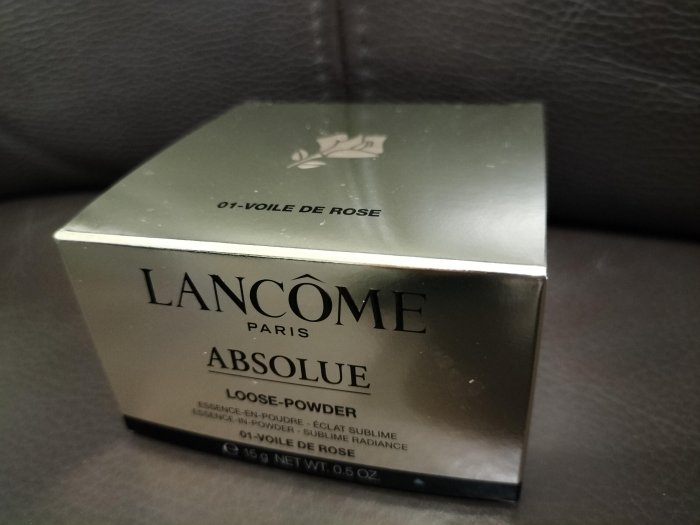 01-VOILE DE ROSE
LANCÔME
PARIS
ABSOLUE
LOOSE-POWDER
ESSENCE-EN-POUDRE - ÉCLAT SUBLIME
ESSENCE-IN-POWDER - SUBLIME RADIANCE
01-VOILE DE ROSE
℮ 15 g NET WT. 0.5 OZ.